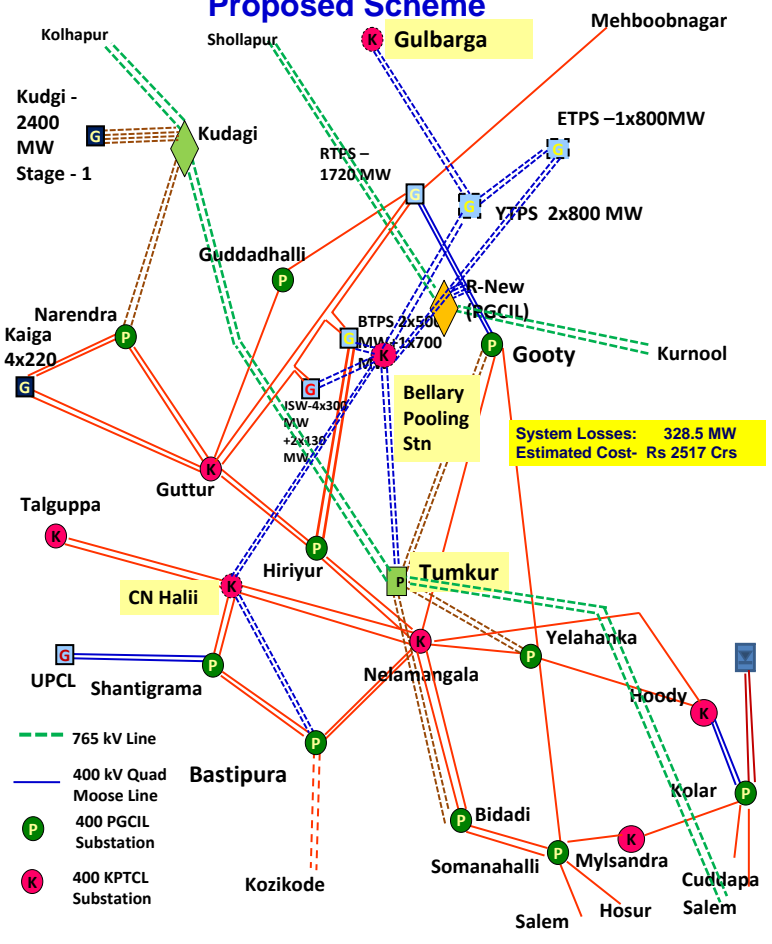 Proposed Scheme
Mehboobnagar
Kolhapur
Shollapur
K
Gulbarga
Kudgi -
2400
MW
Stage - 1
G
Kudagi
ETPS –1x800MW
G
RTPS –
1720 MW
G
G
YTPS 2x800 MW
Guddadhalli
P
R-New
(PGCIL)
Narendra
P
Kaiga
4x220
G
G
BTPS 2x500
MW+1x700
K
P
Gooty
Kurnool
G
JSW-4x300
MW
+2x130
MW
Bellary
Pooling
Stn
System Losses: 328.5 MW
Estimated Cost- Rs 2517 Crs
K
Guttur
Talguppa
K
P
Hiriyur
P
Tumkur
K
CN Halii
K
Nelamangala
Yelahanka
P
G
UPCL
P
Shantigrama
Hoody
K
P
Bastipura
765 kV Line
400 kV Quad
Moose Line
P
400 PGCIL
Substation
K
400 KPTCL
Substation
Kolar
P
P
Bidadi
Somanahalli
P
K
Mylsandra
Kozikode
Cuddapa
Salem
Hosur
Salem